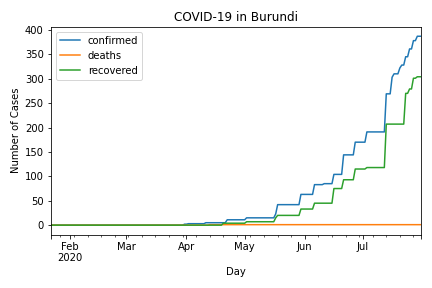 COVID-19 in Burundi
confirmed
deaths
recovered
Number of Cases
400
350
300
250
200
150
100
50
0
Feb
2020
Mar
Apr
May
Jun
Jul
Day